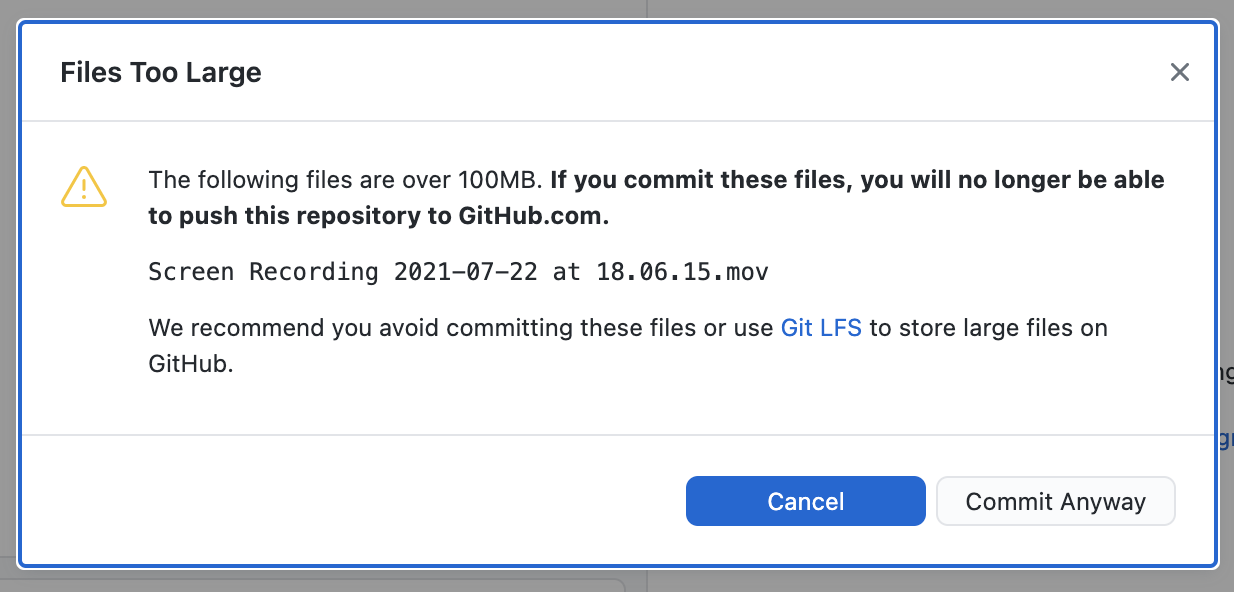 Files Too Large
The following files are over 100MB. If you commit these files, you will no longer be able
to push this repository to GitHub.com.
Screen Recording 2021-07-22 at 18.06.15.mov
We recommend you avoid committing these files or use Git LFS to store large files on
GitHub.
Cancel
Commit Anyway